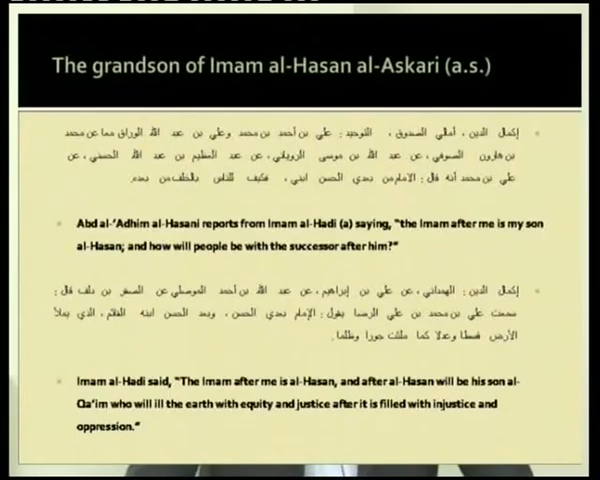 The grandson of Imam al-Hasan al-Askari (a.s.)
إكمال الدين ، أمالي الصدوق ، التوحيد : علي بن أحمد بن محمد وعلي بن عبد الله الوراق معا عن محمد
بن هارون الصوفي ، عن عبد الله بن موسى الروياني ، عن عبد العظيم بن عبد الله الحسني ، عن
علي بن محمد أنه قال : الامام من بعدي الحسن ابني ، فكيف للناس بالخلف من بعده
Abd al-'Adhim al-Hasani reports from Imam al-Hadi (a) saying, "the Imam after me is my son
al-Hasan; and how will people be with the successor after him?"
إكمال الدين : الهمداني ، عن علي بن إبراهيم ، عن عبد الله بن أحمد الموصلي عن الصقر بن دلف قال :
سمعت علي بن محمد بن علي الرضا يقول : الإمام بعدي الحسن ، وبعد الحسن ابنه القائم ، الذي يملأ
الأرض قسطا وعدلا كما ملئت جورا وظلما.
Imam al-Hadi said, "The Imam after me is al-Hasan, and after al-Hasan will be his son al-
Qa'im who will ill the earth with equity and justice after it is filled with injustice and
oppression."